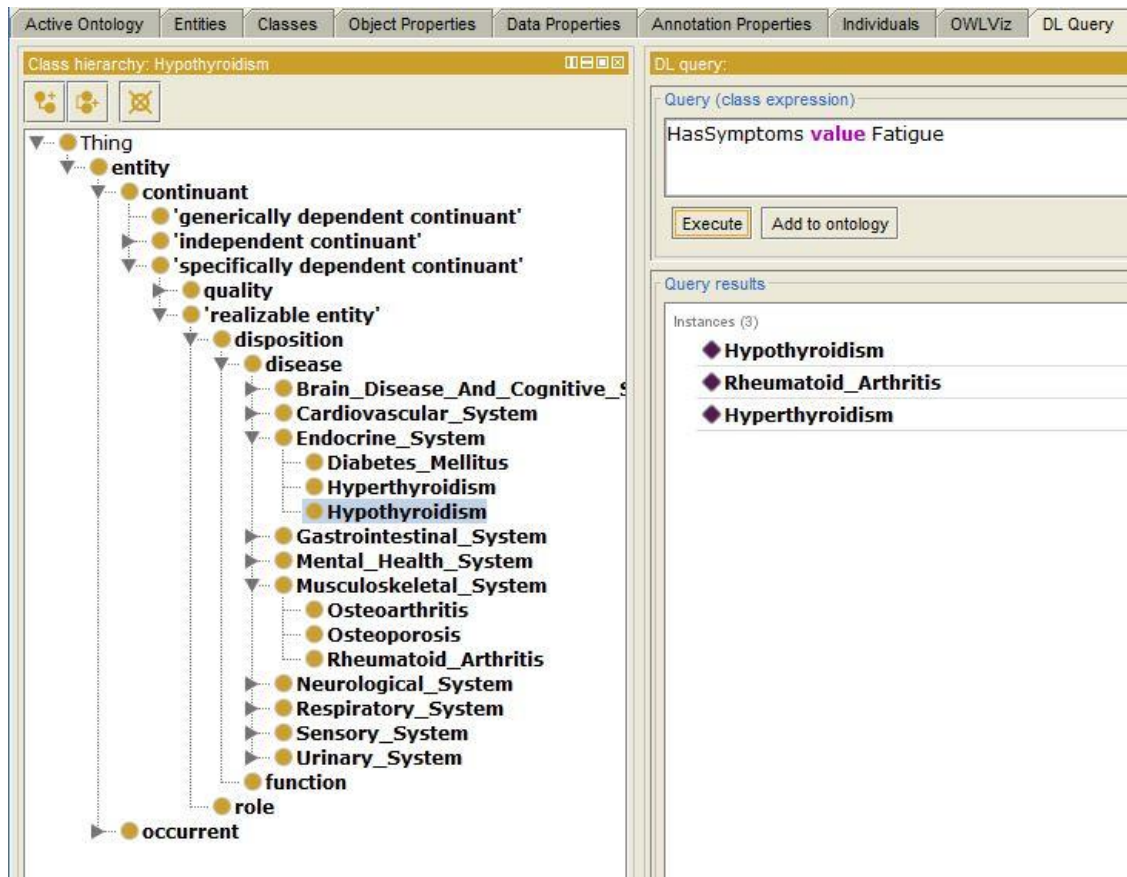 Active Ontology Entities Classes Object Properties Data Properties Annotation Properties Individuals OWLViz DL Query
Class hierarchy: Hypothyroidism
Thing
entity
continuant
'generically dependent continuant'
'independent continuant'
'specifically dependent continuant'
quality
'realizable entity'
disposition
disease
Brain_Disease_And_Cognitive_S
Cardiovascular_System
Endocrine_System
Diabetes_Mellitus
Hyperthyroidism
Hypothyroidism
Gastrointestinal_System
Mental_Health_System
Musculoskeletal_System
Osteoarthritis
Osteoporosis
Rheumatoid_Arthritis
Neurological_System
Respiratory_System
Sensory_System
Urinary_System
function
role
occurrent
DL query:
Query (class expression)
HasSymptoms value Fatigue
Execute Add to ontology
Query results
Instances (3)
Hypothyroidism
Rheumatoid_Arthritis
Hyperthyroidism